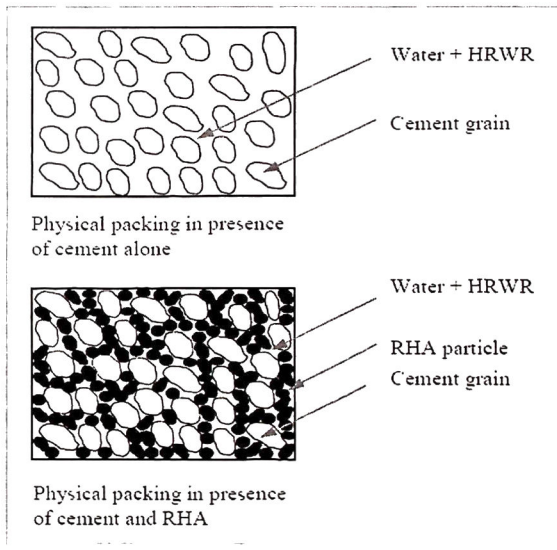 Water + HRWR
Cement grain
Physical packing in presence
of cement alone
Water + HRWR
RHA particle
Cement grain
Physical packing in presence
of cement and RHA